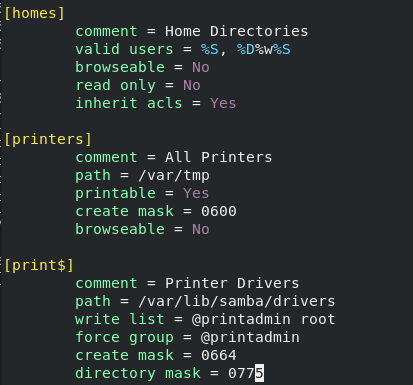 [homes]
comment = Home Directories
valid users = %S, %D%w%S
browseable = No
read only = No
inherit acls = Yes
[printers]
comment = All Printers
path = /var/tmp
printable = Yes
create mask = 0600
browseable = No
[print$]
comment = Printer Drivers
path = /var/lib/samba/drivers
write list = @printadmin root
force group = @printadmin
create mask = 0664
directory mask = 0775